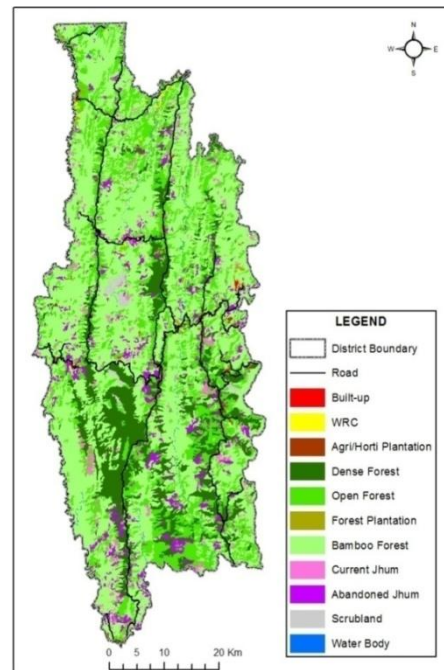 N
W E
S
LEGEND
District Boundary
Road
Built-up
WRC
Agri/Horti Plantation
Dense Forest
Open Forest
Forest Plantation
Bamboo Forest
Current Jhum
Abandoned Jhum
Scrubland
Water Body
0 5 10 20 Km